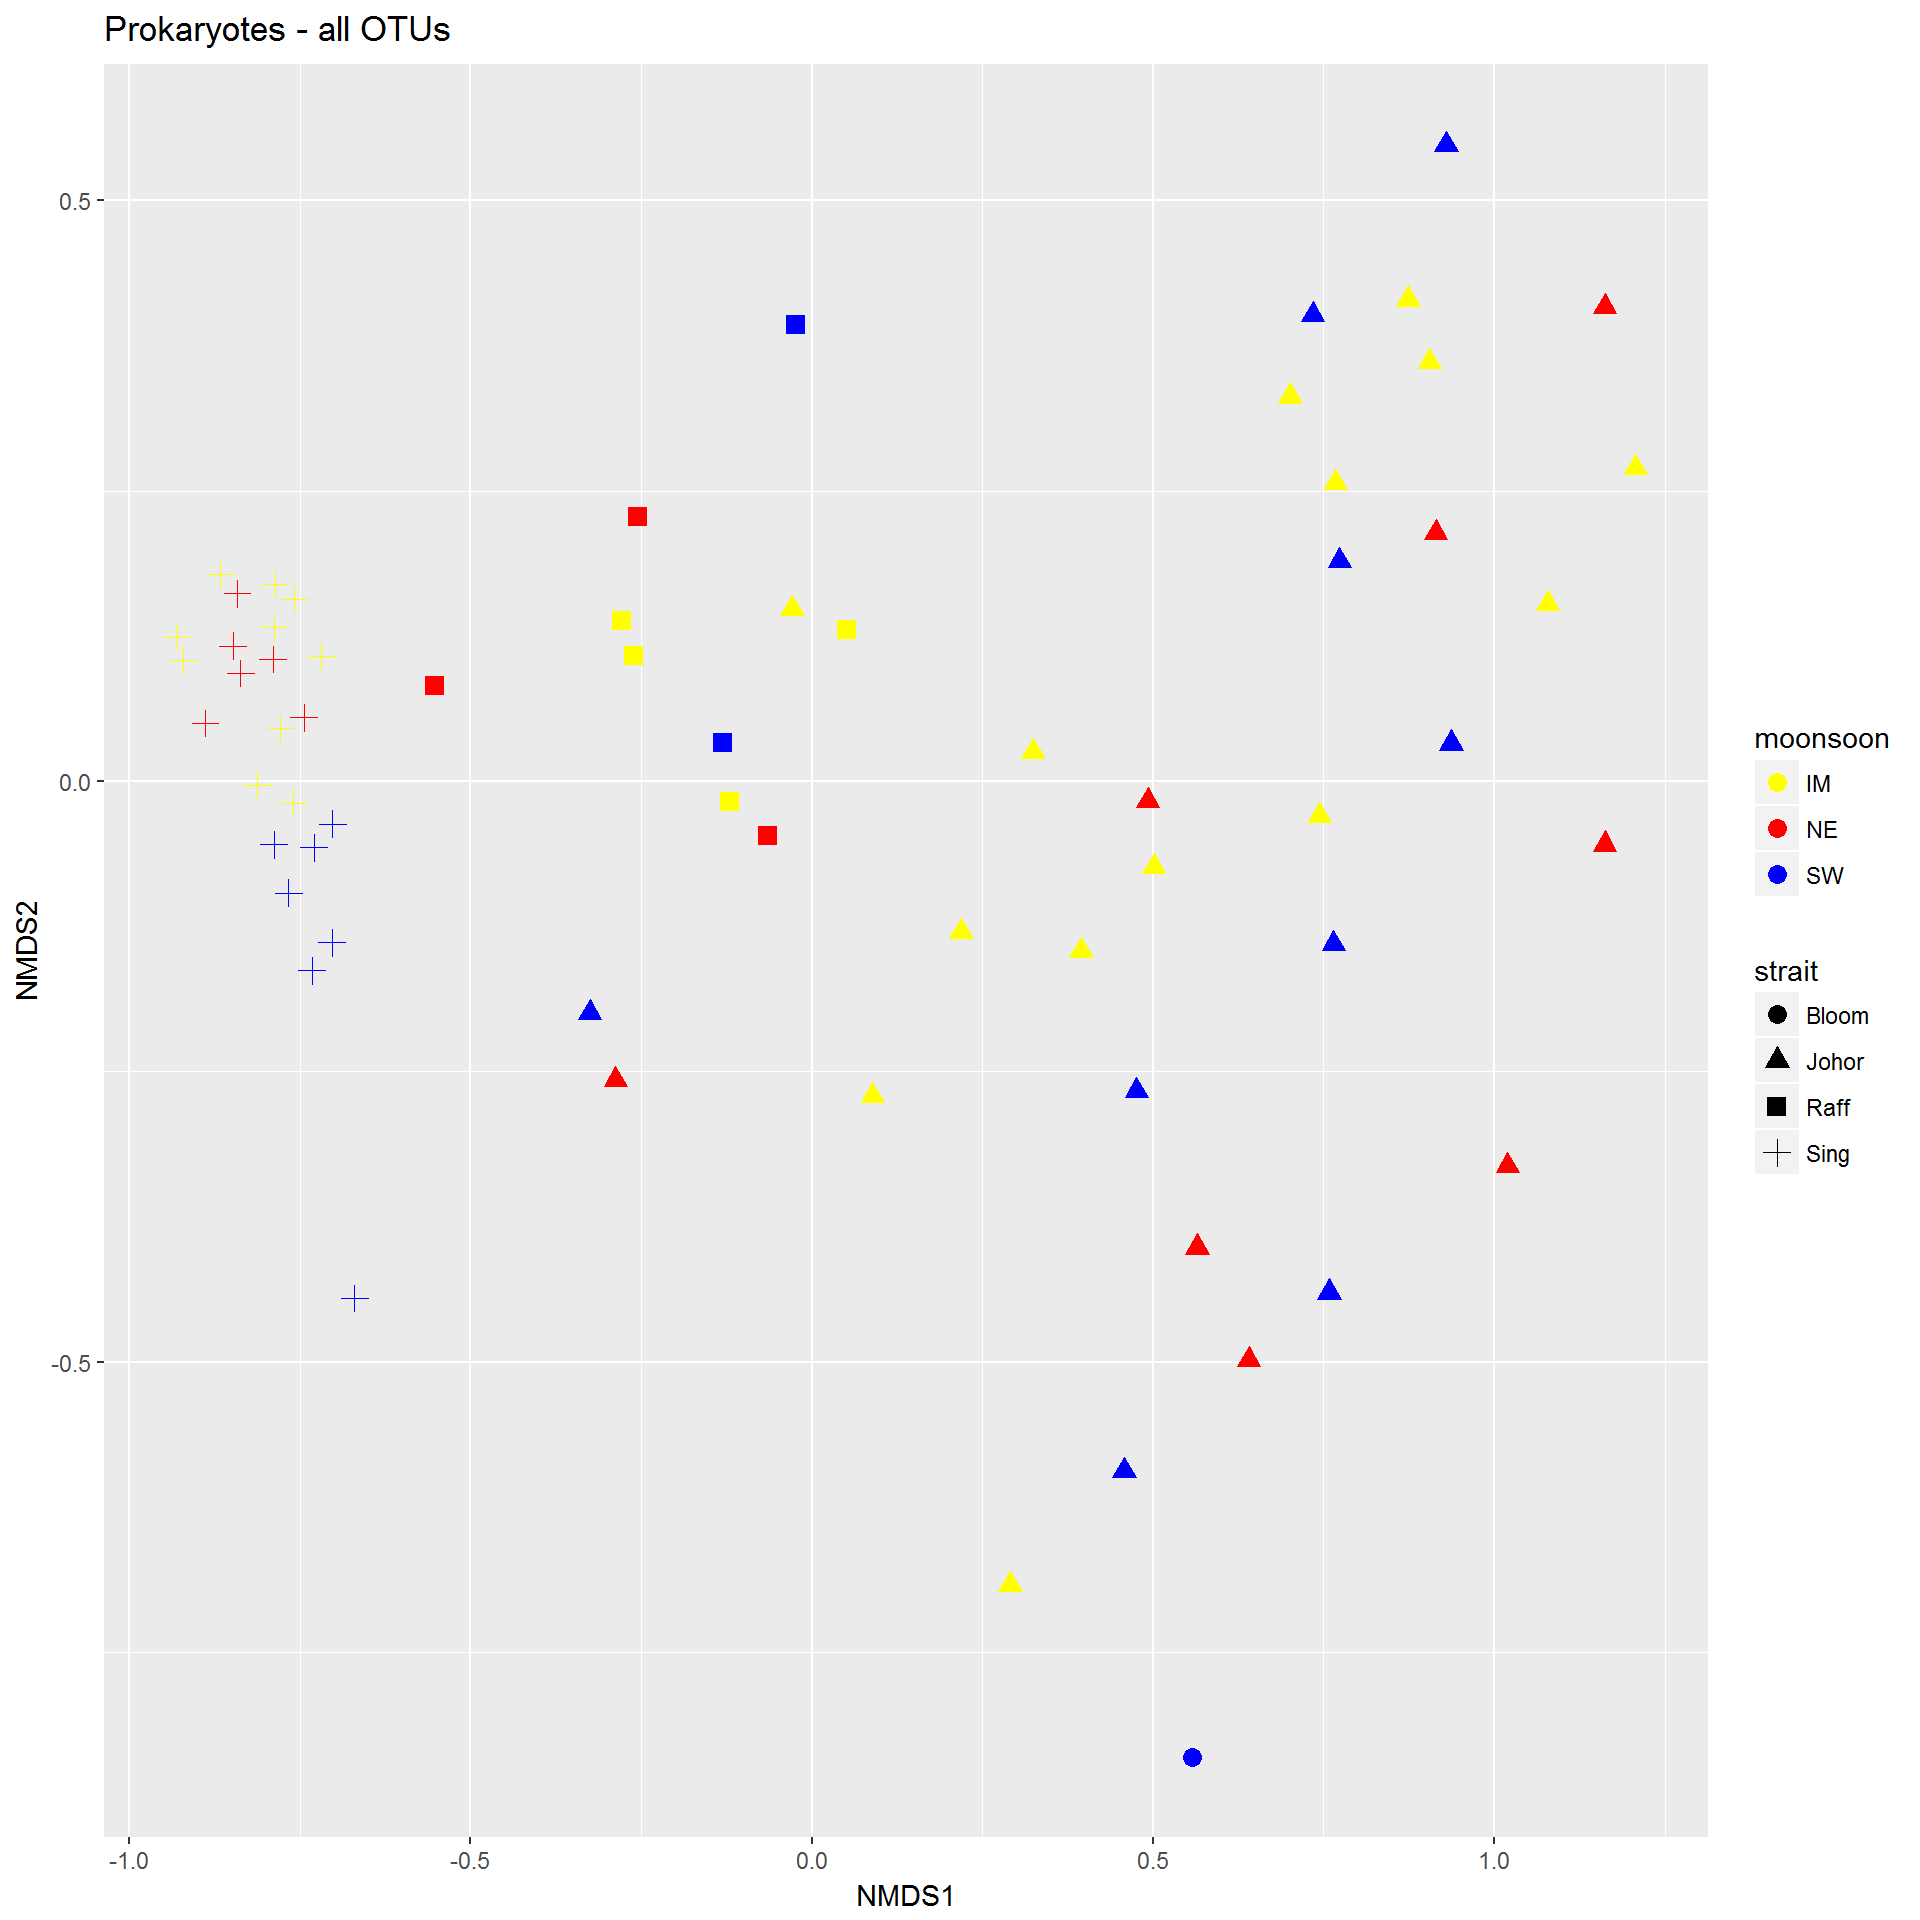 Prokaryotes - all OTUs
0.5
0.0
-0.5
NMDS2
-1.0
-0.5
0.0
0.5
1.0
NMDS1
moonsoon
IM
NE
SW
strait
Bloom
Johor
Raff
Sing